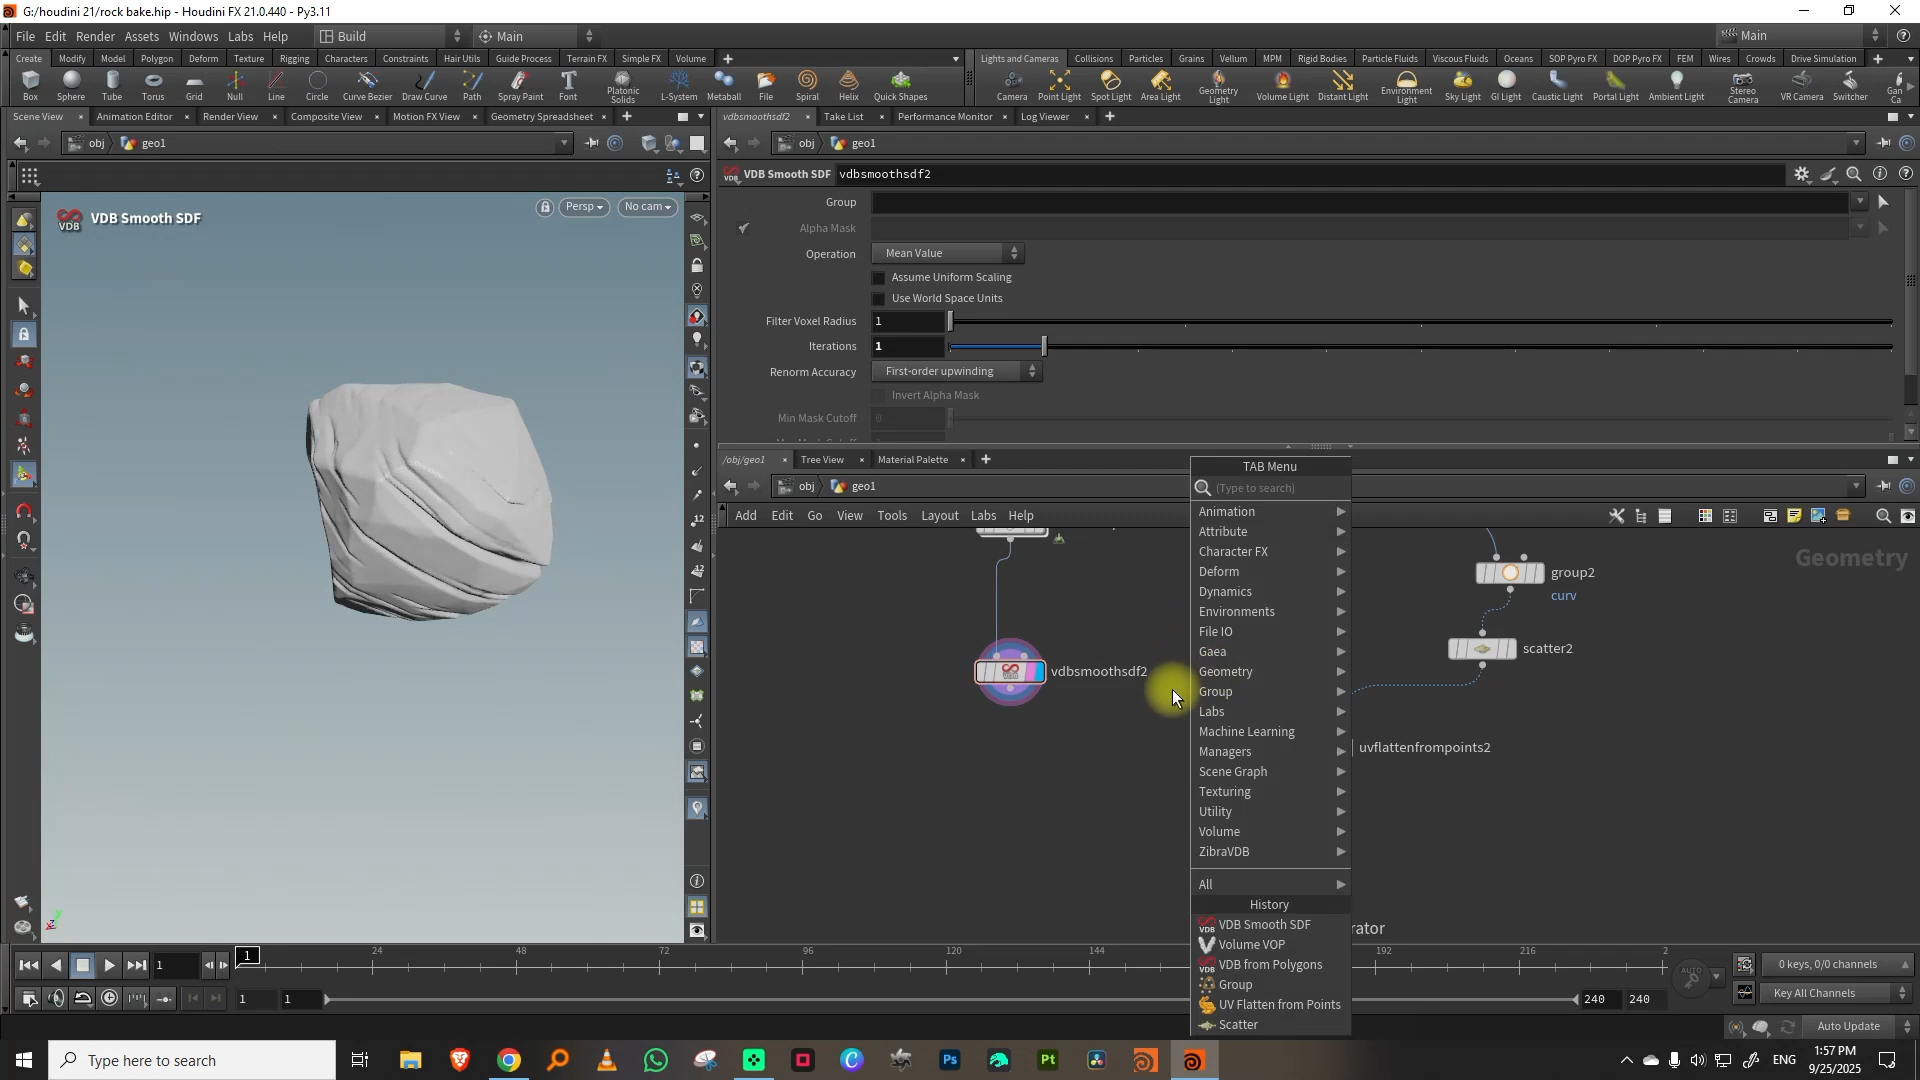 G:/houdini 21/rock bake.hip - Houdini FX 21.0.440 - Py3.11
File Edit Render Assets Windows Labs Help Build Main Main
Create Modify Model Polygon Deform Texture Rigging Characters Constraints Hair Utils Guide Process Terrain FX Simple FX Volume
Lights and Cameras Collisions Particles Grains Vellum MPM Rigid Bodies Particle Fluids Viscous Fluids Oceans SOP Pyro FX DOP Pyro FX FEM Wires Crowds Drive Simulation
Box Sphere Tube Torus Grid Null Line Circle Curve Bezier Draw Curve Path Spray Paint Font Platonic Solids L-System Metaball File Spiral Helix Quick Shapes
Camera Point Light Spot Light Area Light Geometry Light Volume Light Distant Light Environment Light Sky Light GI Light Caustic Light Portal Light Ambient Light Stereo Camera VR Camera Switcher Gan Ca
Scene View Animation Editor Render View Composite View Motion FX View Geometry Spreadsheet
vdbsmoothsdf2 Take List Performance Monitor Log Viewer
obj geo1
obj geo1
VDB Smooth SDF vdbsmoothsdf2
VDB Smooth SDF
VDB
Persp No cam
Group
Alpha Mask
Operation Mean Value
Assume Uniform Scaling
Use World Space Units
Filter Voxel Radius 1
Iterations 1
Renorm Accuracy First-order upwinding
Invert Alpha Mask
Min Mask Cutoff 0
/obj/geo1 Tree View Material Palette
obj geo1
Add Edit Go View Tools Layout Labs Help
Geometry
vdbsmoothsdf2
group2
curv
scatter2
uvflattenfrompoints2
rator
TAB Menu
(Type to search)
Animation
Attribute
Character FX
Deform
Dynamics
Environments
File IO
Gaea
Geometry
Group
Labs
Machine Learning
Managers
Scene Graph
Texturing
Utility
Volume
ZibraVDB
All
History
VDB Smooth SDF
Volume VOP
VDB from Polygons
Group
UV Flatten from Points
Scatter
1 1 24 48 72 96 120 144 192 216 2
0 keys, 0/0 channels
1 1 240 240 Key All Channels
AUTO
Auto Update
Type here to search
ENG
1:57 PM
9/25/2025